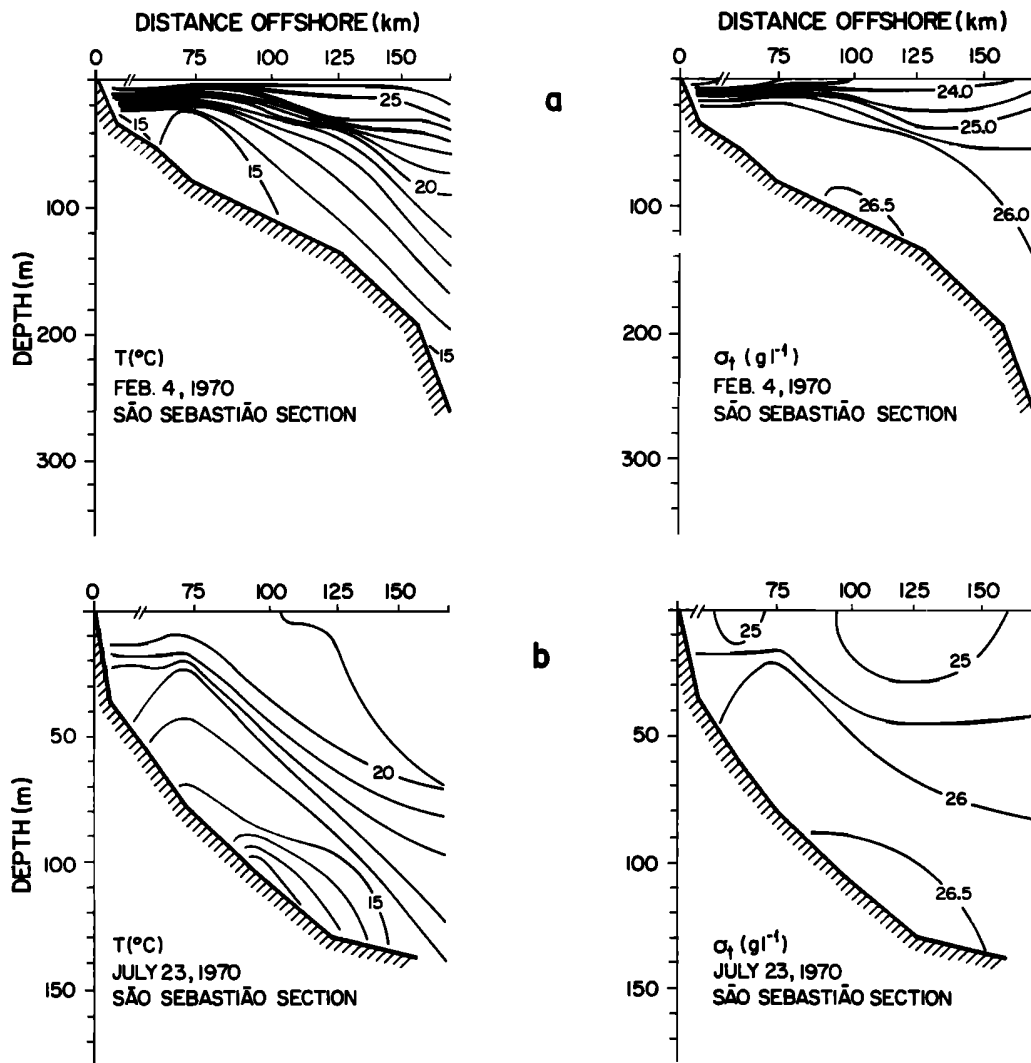 DISTANCE OFFSHORE (km)
0 75 100 125 150
25
15
15
20
15
100
200
300
DEPTH (m)
T(°C)
FEB. 4, 1970
SÃO SEBASTIÃO SECTION
a
DISTANCE OFFSHORE (km)
0 75 100 125 150
24.0
25.0
26.5
26.0
100
200
300
σt (gl⁻¹)
FEB. 4, 1970
SÃO SEBASTIÃO SECTION
0 75 100 125 150
20
15
50
100
150
DEPTH (m)
T(°C)
JULY 23, 1970
SÃO SEBASTIÃO SECTION
b
0 75 100 125 150
25
25
26
26.5
50
100
150
σt (gl⁻¹)
JULY 23, 1970
SÃO SEBASTIÃO SECTION